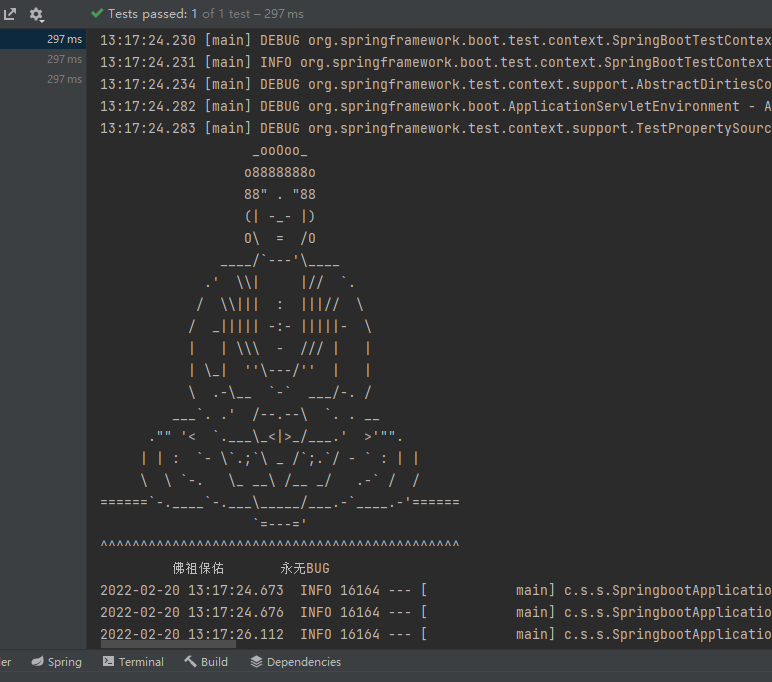 Tests passed: 1 of 1 test – 297 ms
297 ms
297 ms
297 ms
13:17:24.230 [main] DEBUG org.springframework.boot.test.context.SpringBootTestContex
13:17:24.231 [main] INFO org.springframework.boot.test.context.SpringBootTestContext
13:17:24.234 [main] DEBUG org.springframework.test.context.support.AbstractDirtiesCo
13:17:24.282 [main] DEBUG org.springframework.boot.ApplicationServletEnvironment - A
13:17:24.283 [main] DEBUG org.springframework.test.context.support.TestPropertySourc
                   _ooOoo_
                  o8888888o
                  88" . "88
                  (| -_- |)
                  O\  =  /O
               ____/`---'\____
             .'  \\|     |//  `.
            /  \\|||  :  |||//  \
           /  _||||| -:- |||||-  \
           |   | \\\  -  /// |   |
           | \_|  ''\---/''  |   |
           \  .-\__  `-`  ___/-. /
         ___`. .'  /--.--\  `. . __
      ."" '<  `.___\_<|>_/___.'  >'"".
     | | :  `- \`.;`\ _ /`;.`/ - ` : | |
     \  \ `-.   \_ __\ /__ _/   .-` /  /
======`-.____`-.___\_____/___.-`____.-'======
                   `=---='
^^^^^^^^^^^^^^^^^^^^^^^^^^^^^^^^^^^^^^^^^^^^^
         佛祖保佑       永无BUG
2022-02-20 13:17:24.673  INFO 16164 --- [           main] c.s.s.SpringbootApplicatio
2022-02-20 13:17:24.676  INFO 16164 --- [           main] c.s.s.SpringbootApplicatio
2022-02-20 13:17:26.112  INFO 16164 --- [           main] c.s.s.SpringbootApplicatio
er Spring Terminal Build Dependencies